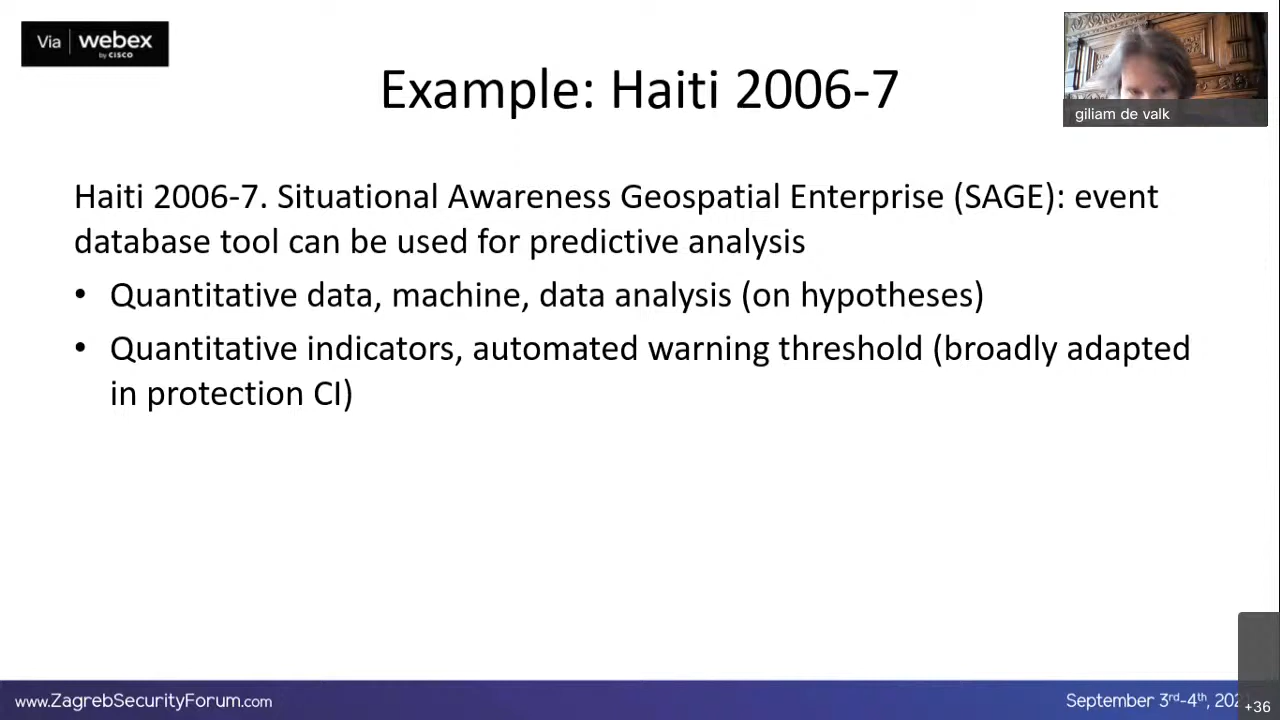 Via webex
by CISCO
Example: Haiti 2006-7
giliam de valk
Haiti 2006-7. Situational Awareness Geospatial Enterprise (SAGE): event
database tool can be used for predictive analysis
• Quantitative data, machine, data analysis (on hypotheses)
• Quantitative indicators, automated warning threshold (broadly adapted
in protection CI)
www.ZagrebSecurityForum.com
September 3rd-4th,
+36